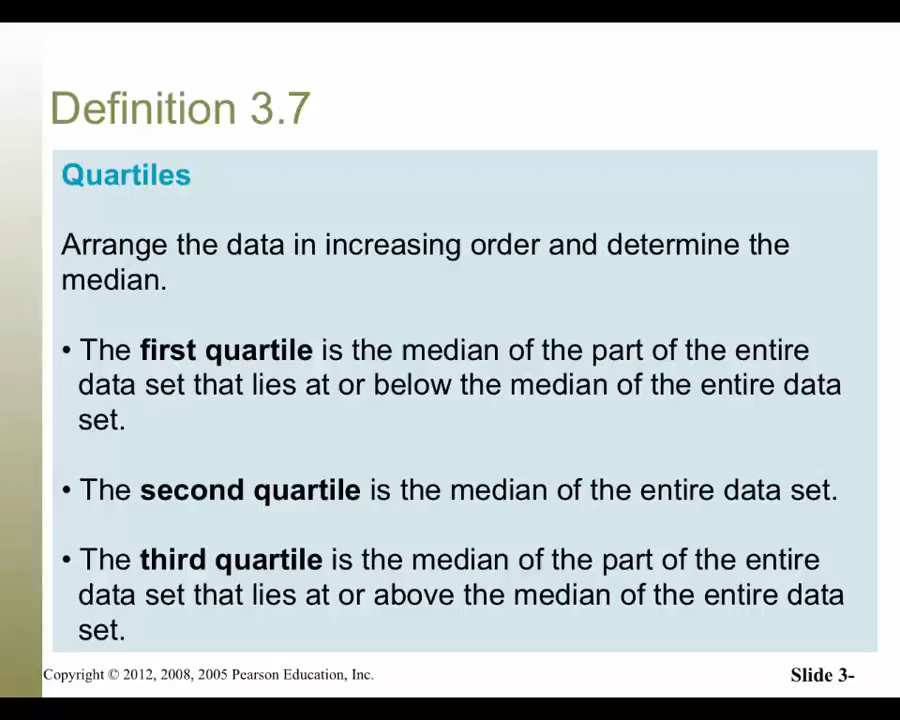 Definition 3.7
Quartiles
Arrange the data in increasing order and determine the
median.
• The first quartile is the median of the part of the entire
data set that lies at or below the median of the entire data
set.
• The second quartile is the median of the entire data set.
• The third quartile is the median of the part of the entire
data set that lies at or above the median of the entire data
set.
Copyright © 2012, 2008, 2005 Pearson Education, Inc.
Slide 3-